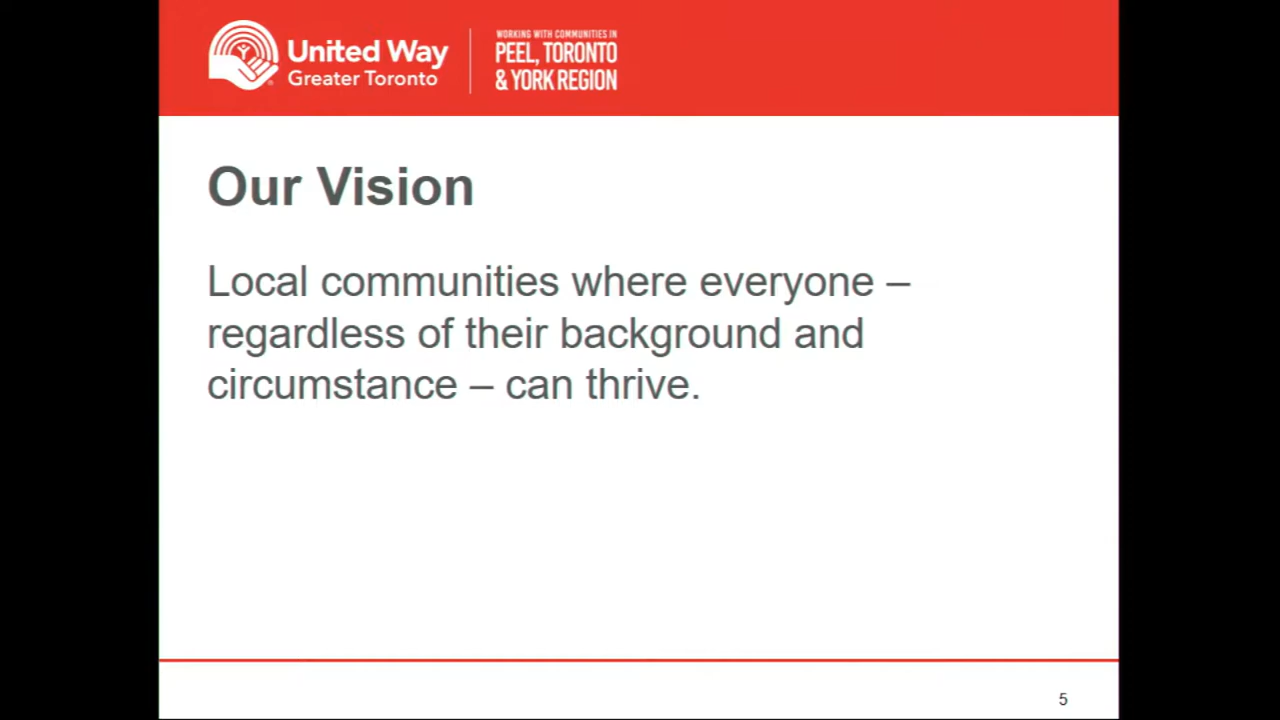 United Way
Greater Toronto
WORKING WITH COMMUNITIES IN
PEEL, TORONTO
& YORK REGION
Our Vision
Local communities where everyone –
regardless of their background and
circumstance – can thrive.
5